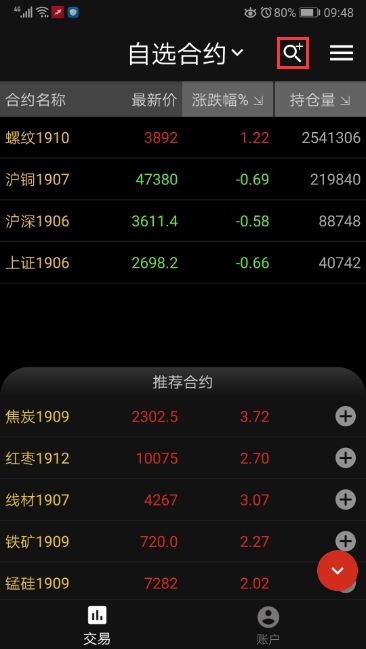 4G 80% 09:48
自选合约
合约名称 最新价 涨跌幅% 持仓量
螺纹1910 3892 1.22 2541306
沪铜1907 47380 -0.69 219840
沪深1906 3611.4 -0.58 88748
上证1906 2698.2 -0.66 40742
推荐合约
焦炭1909 2302.5 3.72
红枣1912 10075 2.70
线材1907 4267 3.07
铁矿1909 720.0 2.27
锰硅1909 7282 2.02
交易 账户